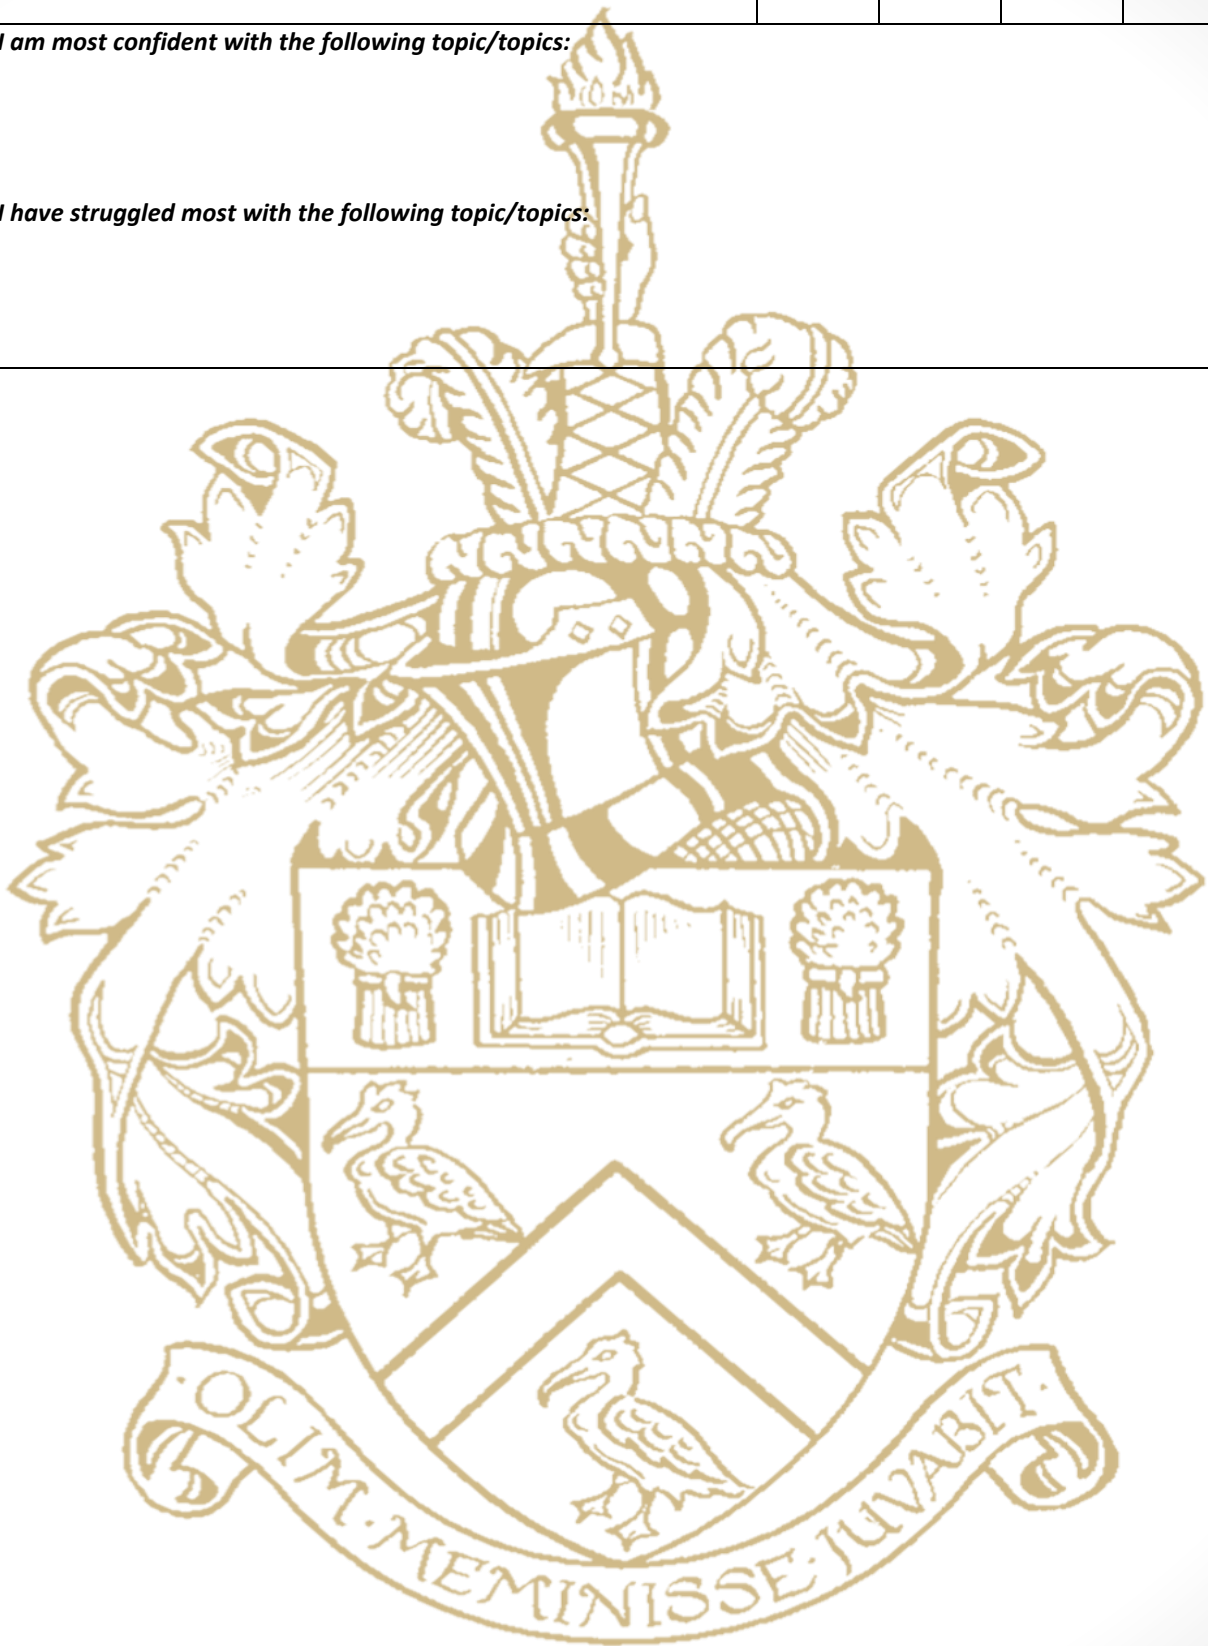 I am most confident with the following topic/topics:
I have struggled most with the following topic/topics:
·OLIM·MEMINISSE·JUVABIT·